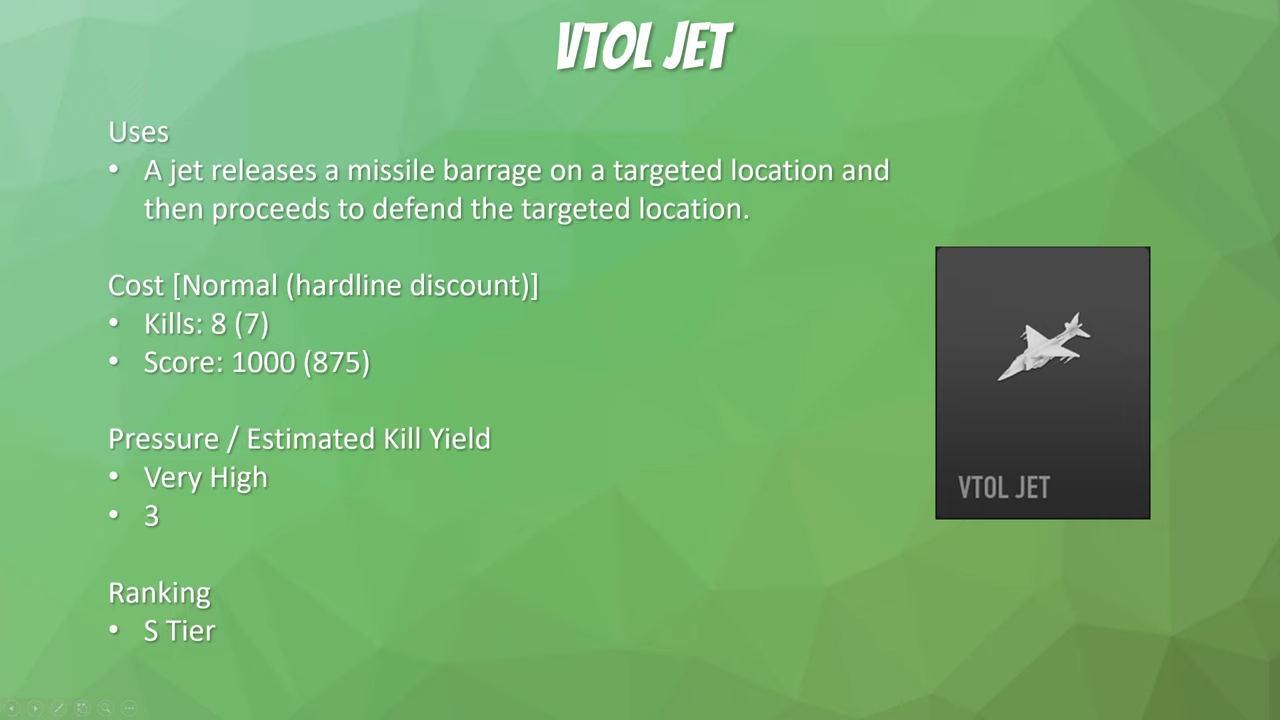 VTOL JET
Uses
• A jet releases a missile barrage on a targeted location and
then proceeds to defend the targeted location.
Cost [Normal (hardline discount)]
• Kills: 8 (7)
• Score: 1000 (875)
Pressure / Estimated Kill Yield
• Very High
• 3
Ranking
• S Tier
VTOL JET